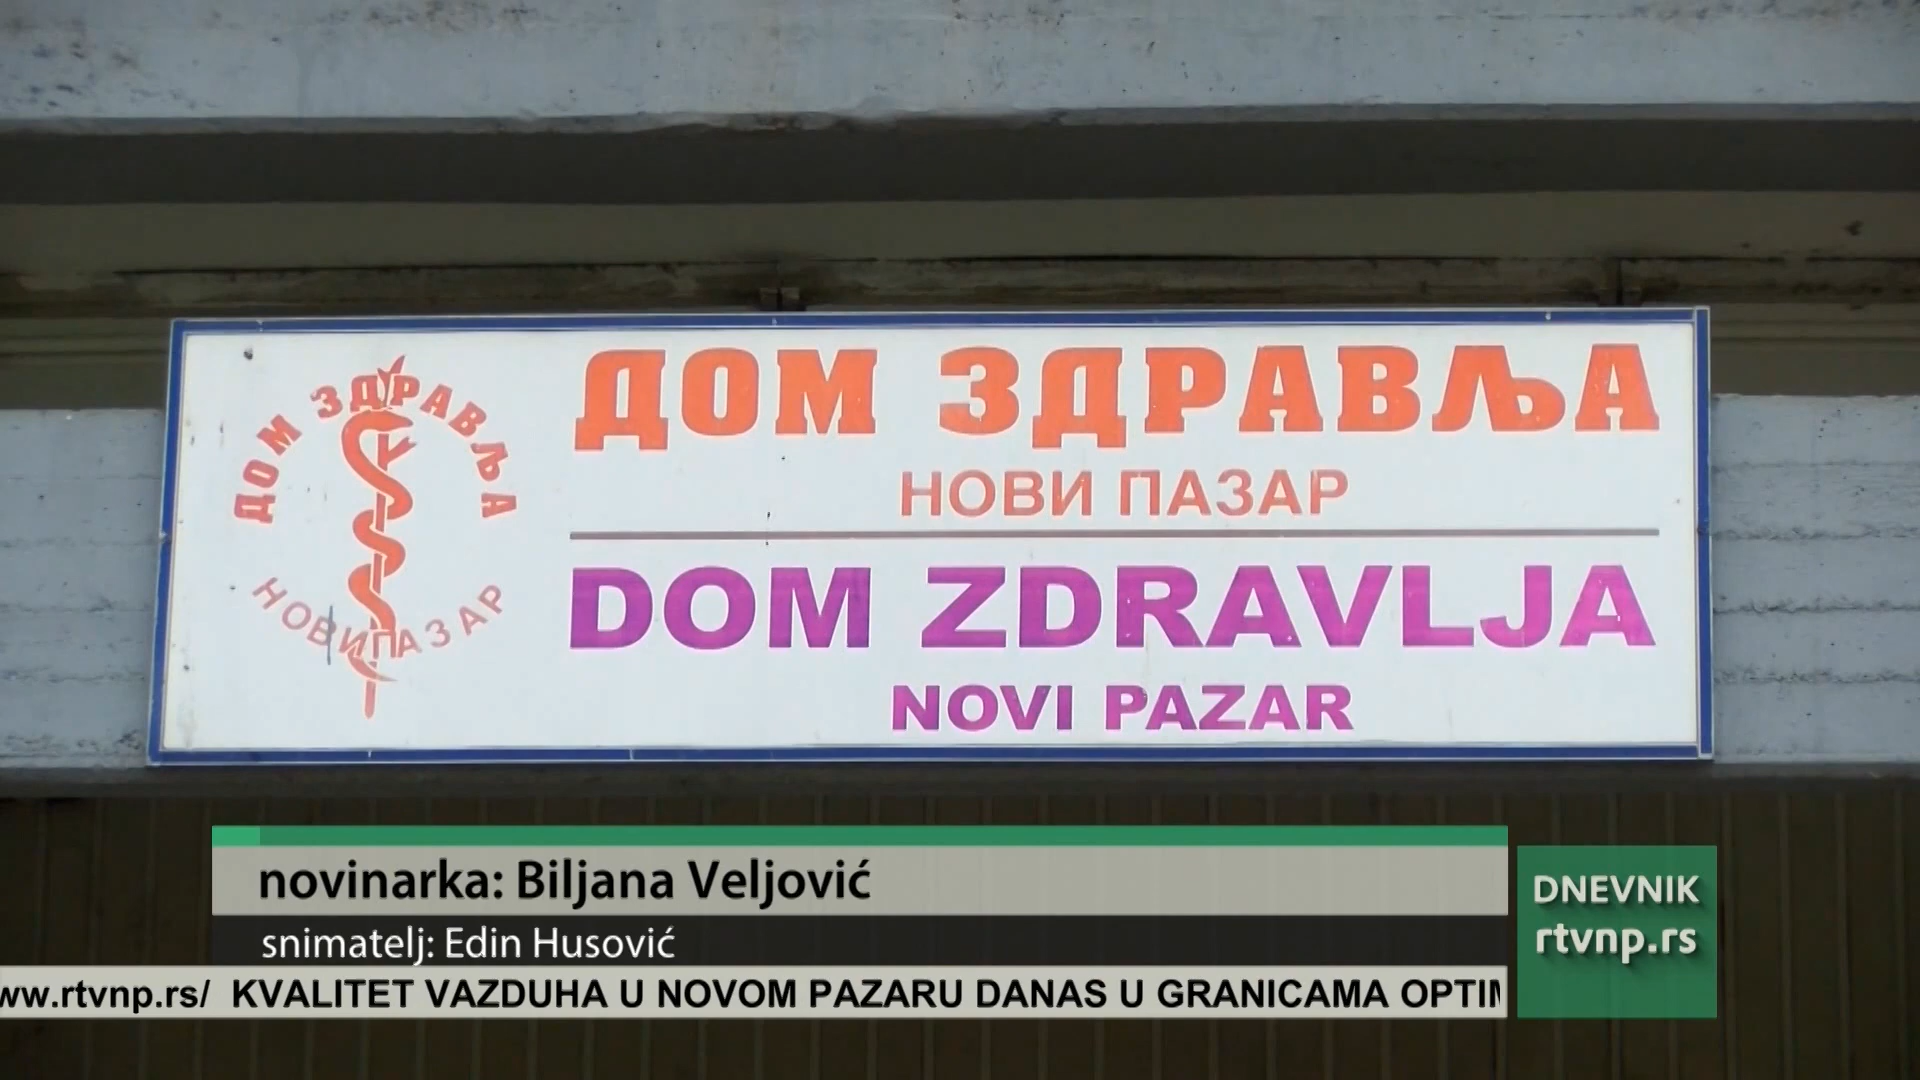 ДОМ ЗДРАВЉА
НОВИ ПАЗАР
ДОМ ЗДРАВЉА
НОВИ ПАЗАР
DOM ZDRAVLJA
NOVI PAZAR
novinarka: Biljana Veljović
snimatelj: Edin Husović
DNEVNIK
rtvnp.rs
ww.rtvnp.rs/ KVALITET VAZDUHA U NOVOM PAZARU DANAS U GRANICAMA